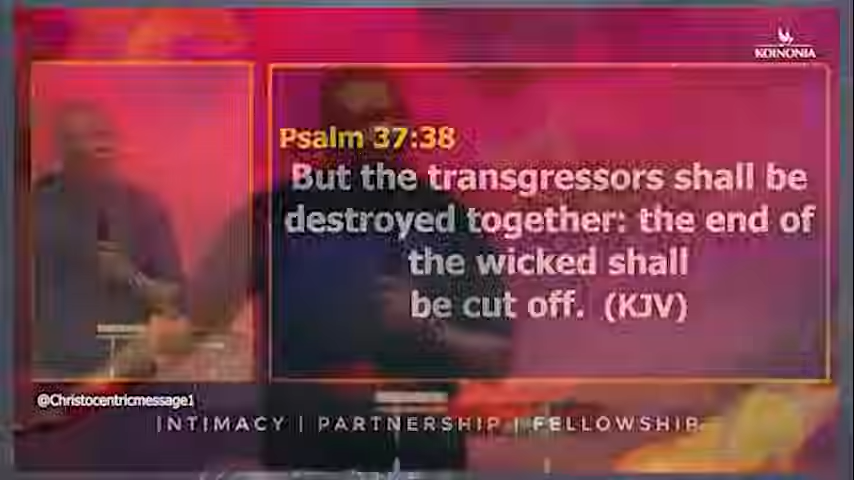 KOINONIA
Psalm 37:38
But the transgressors shall be
destroyed together: the end of
the wicked shall
be cut off. (KJV)
@Christocentricmessage1
INTIMACY | PARTNERSHIP | FELLOWSHIP